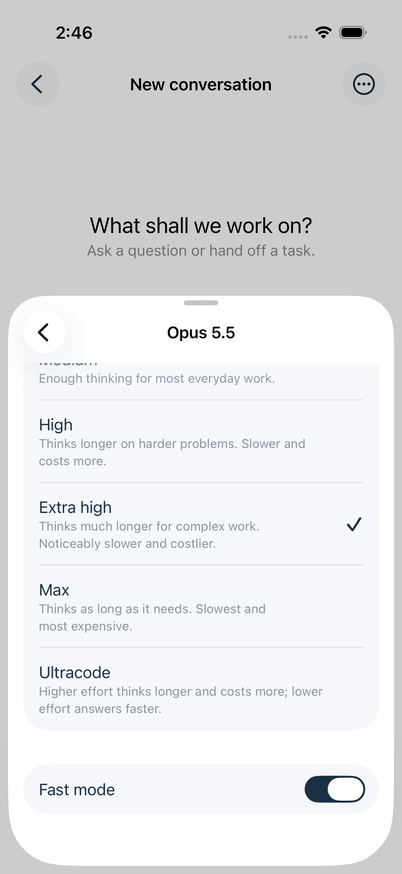 2:46
New conversation
What shall we work on?
Ask a question or hand off a task.
Opus 5.5
Medium
Enough thinking for most everyday work.
High
Thinks longer on harder problems. Slower and
costs more.
Extra high
Thinks much longer for complex work.
Noticeably slower and costlier.
Max
Thinks as long as it needs. Slowest and
most expensive.
Ultracode
Higher effort thinks longer and costs more; lower
effort answers faster.
Fast mode